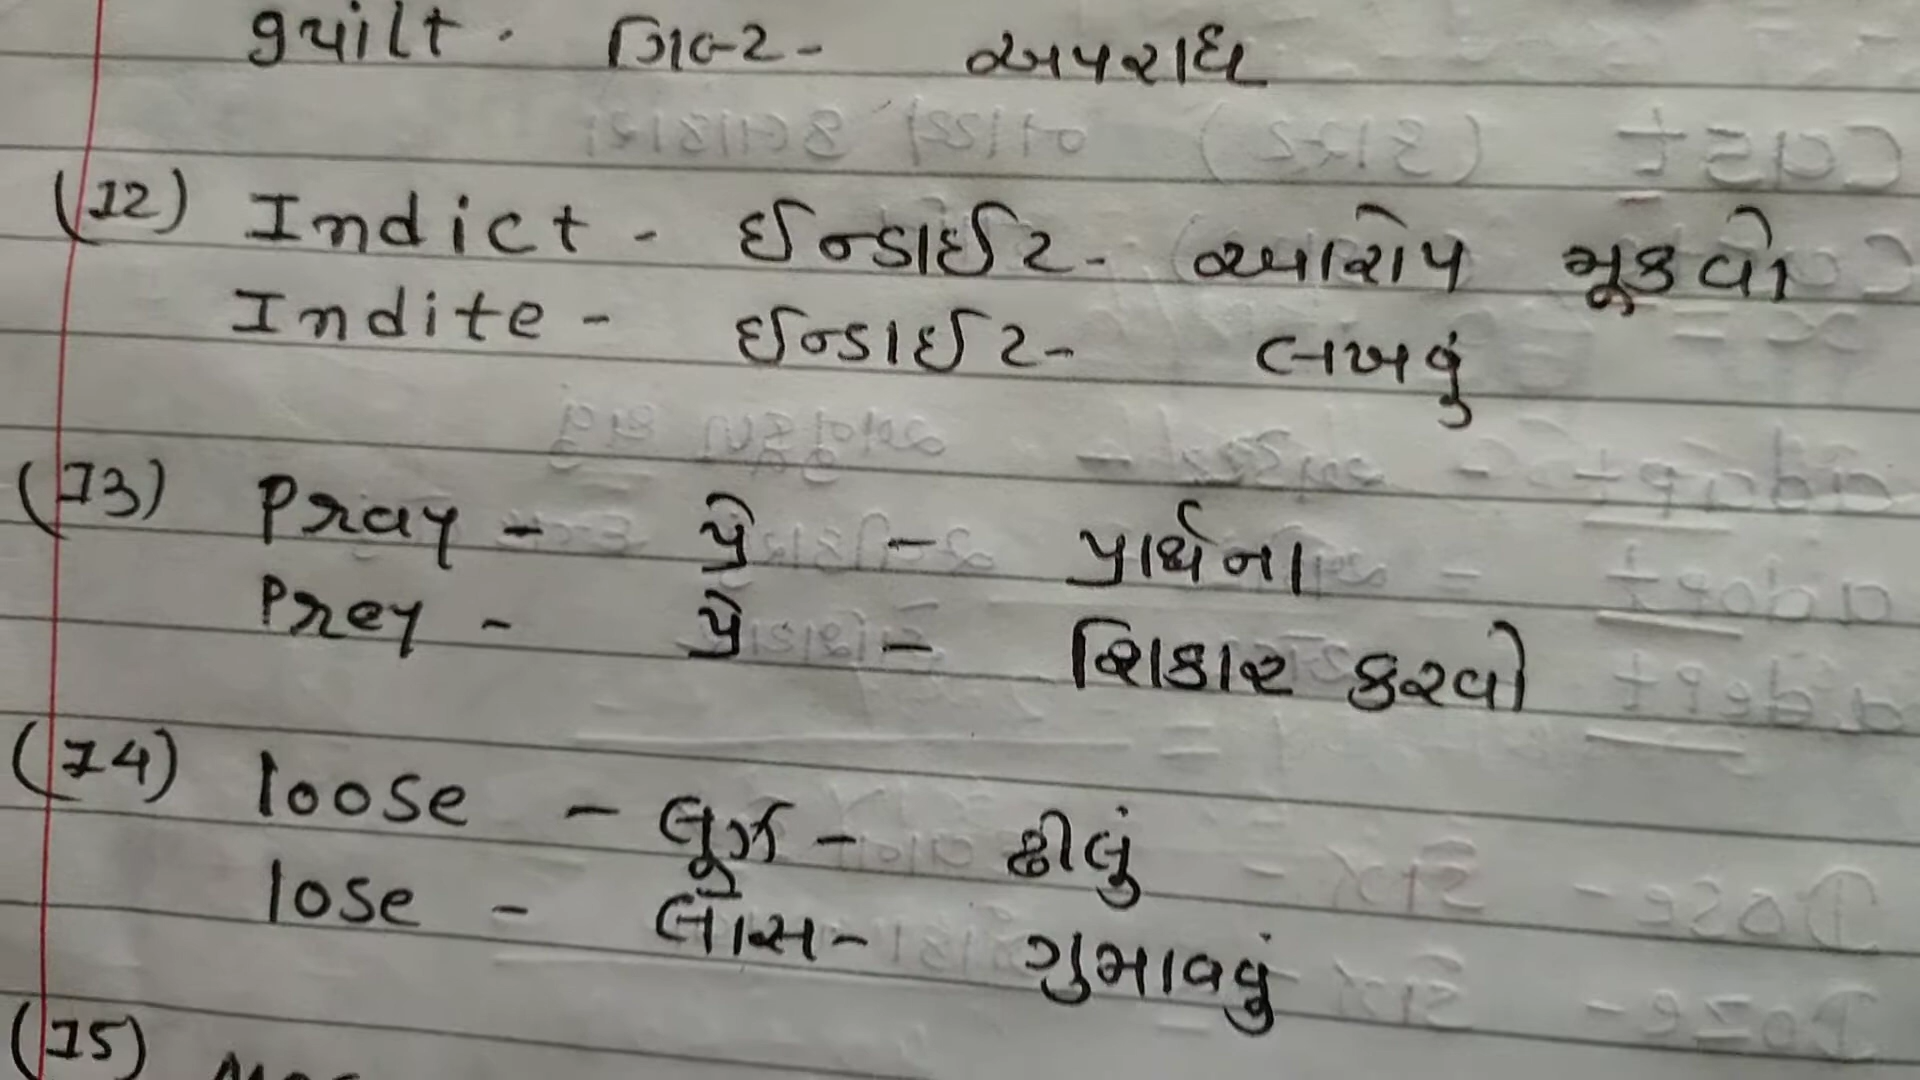 guilt. ગિલ્ટ - અપરાધ
(12) Indict - ઈન્ડાઈટ - આરોપ મૂકવો
Indite - ઈન્ડાઈટ - લખવું
(13) Pray - પ્રે - પ્રાર્થના
Prey - પ્રે - શિકાર કરવો
(14) loose - લૂઝ - ઢીલું
lose - લોસ - ગુમાવવું
(15)